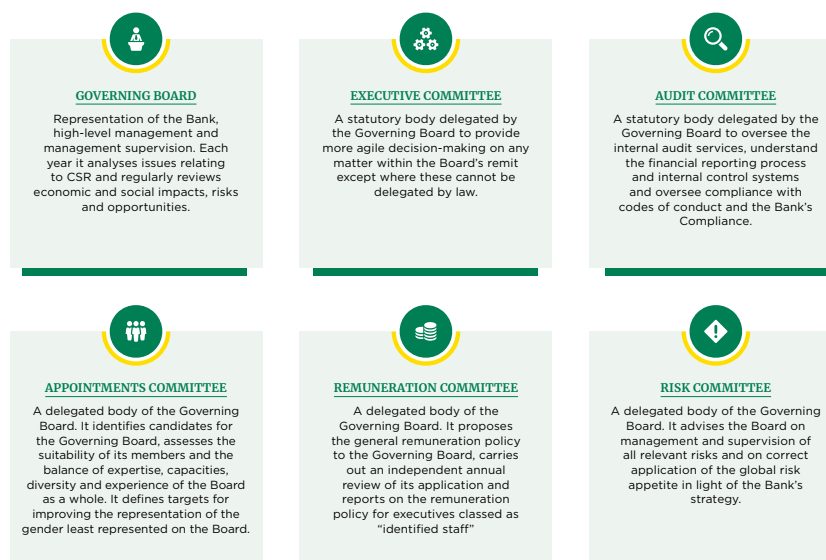 GOVERNING BOARD
Representation of the Bank,
high-level management and
management supervision. Each
year it analyses issues relating
to CSR and regularly reviews
economic and social impacts, risks
and opportunities.
EXECUTIVE COMMITTEE
A statutory body delegated by
the Governing Board to provide
more agile decision-making on any
matter within the Board's remit
except where these cannot be
delegated by law.
AUDIT COMMITTEE
A statutory body delegated by the
Governing Board to oversee the
internal audit services, understand
the financial reporting process
and internal control systems
and oversee compliance with
codes of conduct and the Bank's
Compliance.
APPOINTMENTS COMMITTEE
A delegated body of the Governing
Board. It identifies candidates for
the Governing Board, assesses the
suitability of its members and the
balance of expertise, capacities,
diversity and experience of the Board
as a whole. It defines targets for
improving the representation of the
gender least represented on the Board.
REMUNERATION COMMITTEE
A delegated body of the
Governing Board. It proposes
the general remuneration policy
to the Governing Board, carries
out an independent annual
review of its application and
reports on the remuneration
policy for executives classed as
“identified staff”
RISK COMMITTEE
A delegated body of the Governing
Board. It advises the Board on
management and supervision of
all relevant risks and on correct
application of the global risk
appetite in light of the Bank's
strategy.